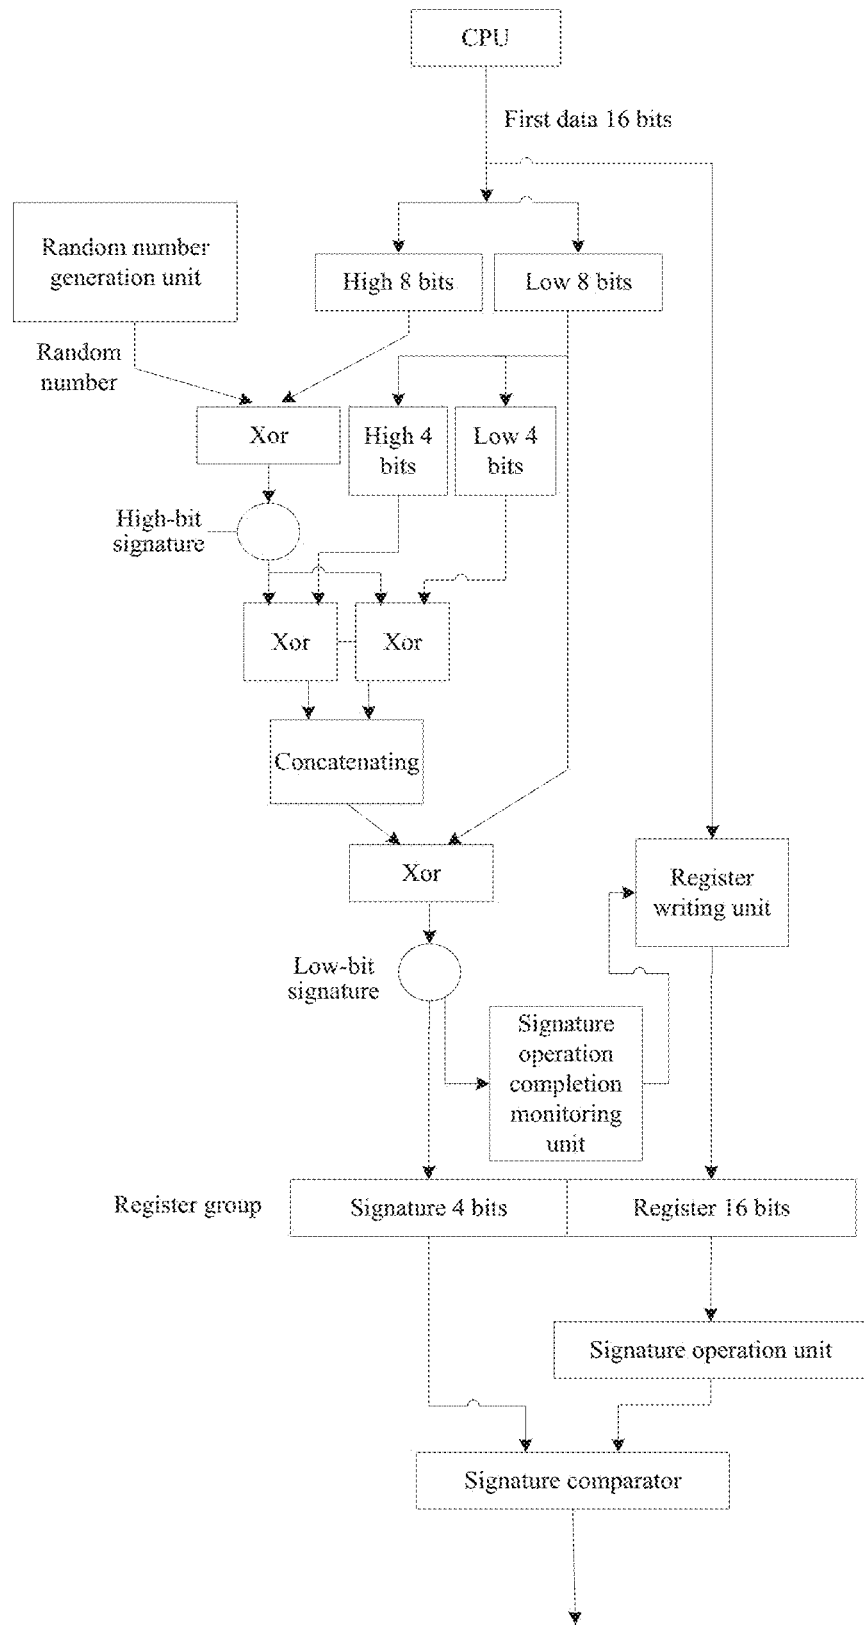 CPU
First data 16 bits
Random number
generation unit
High 8 bits
Low 8 bits
Random
number
Xor
High 4
bits
Low 4
bits
High-bit
signature
Xor
Xor
Concatenating
Xor
Register
writing unit
Low-bit
signature
Signature
operation
completion
monitoring
unit
Register group
Signature 4 bits
Register 16 bits
Signature operation unit
Signature comparator